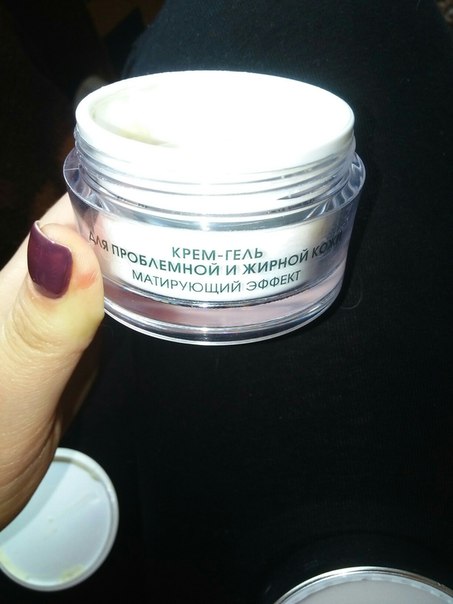 КРЕМ-ГЕЛЬ
ДЛЯ ПРОБЛЕМНОЙ И ЖИРНОЙ КОЖИ
МАТИРУЮЩИЙ ЭФФЕКТ